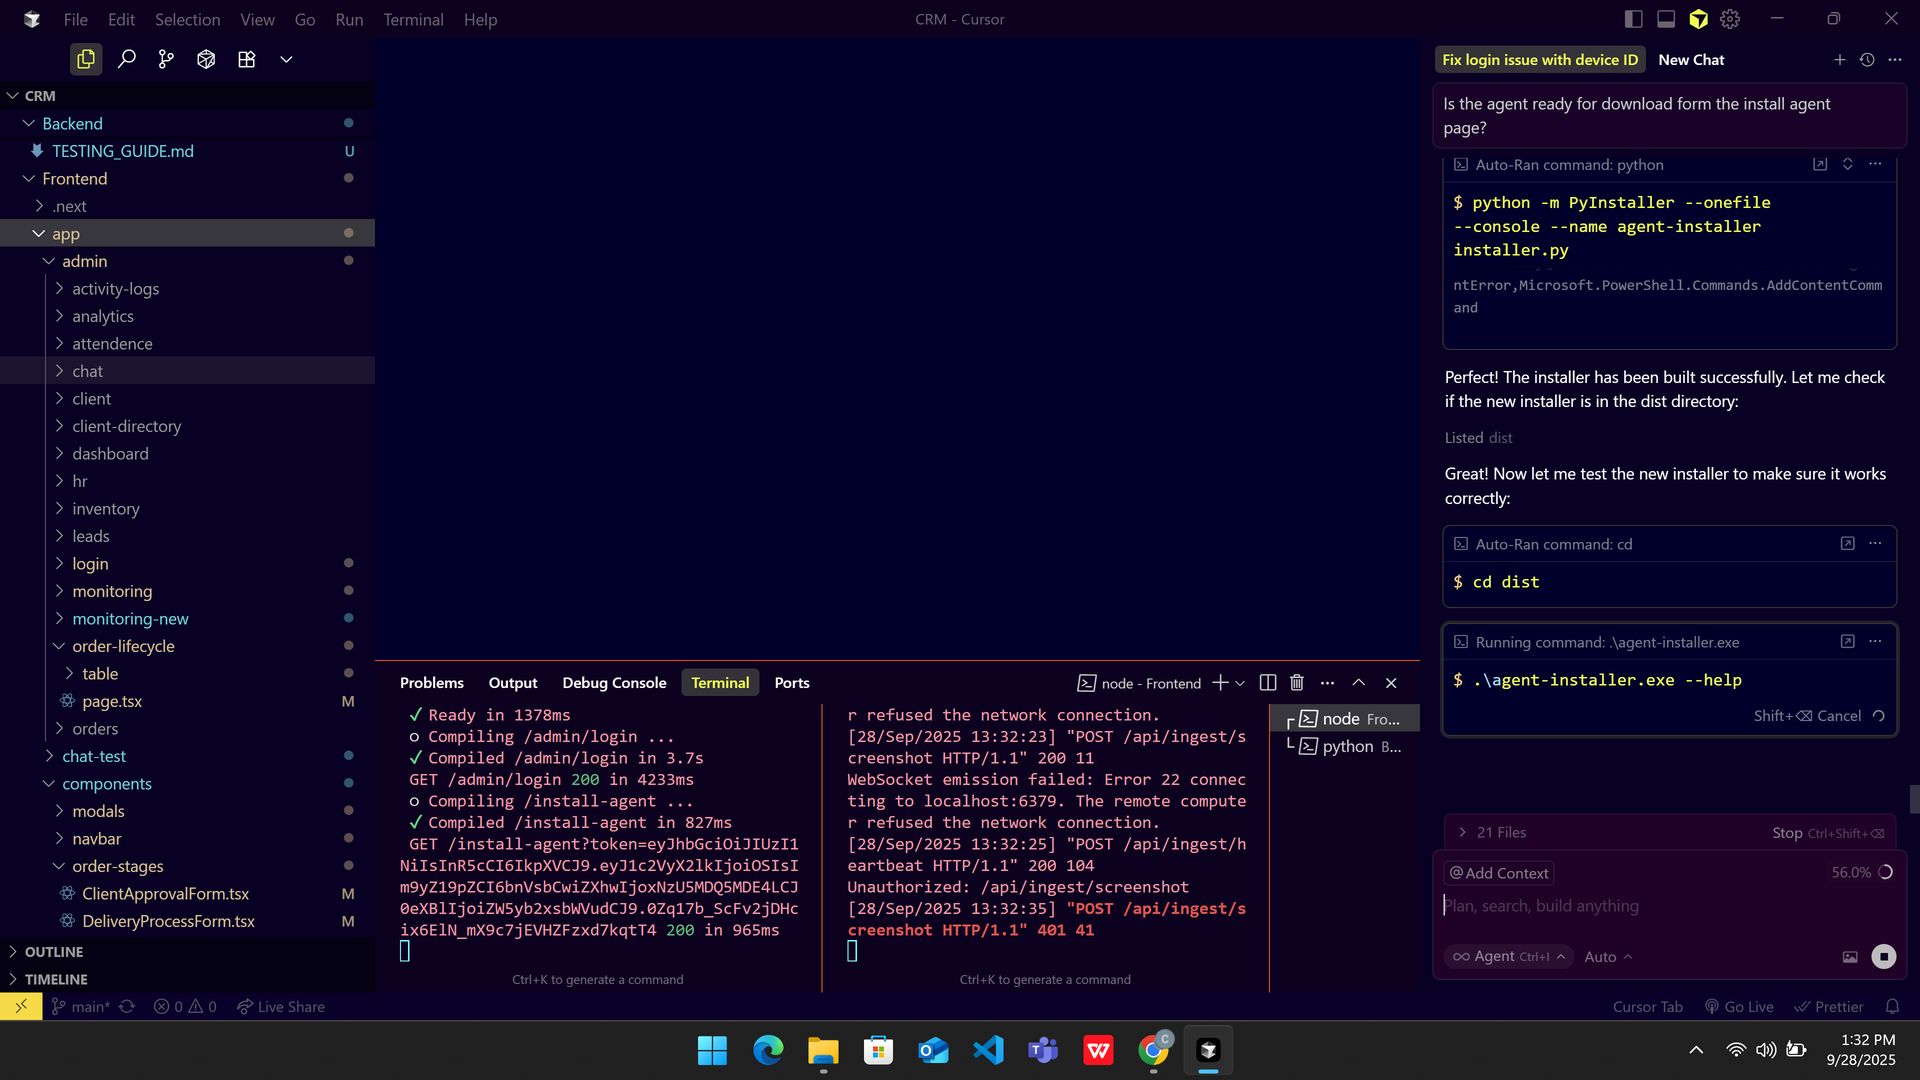 File Edit Selection View Go Run Terminal Help
CRM - Cursor
CRM
Backend
TESTING_GUIDE.md U
Frontend
.next
app
admin
activity-logs
analytics
attendence
chat
client
client-directory
dashboard
hr
inventory
leads
login
monitoring
monitoring-new
order-lifecycle
table
page.tsx M
orders
chat-test
components
modals
navbar
order-stages
ClientApprovalForm.tsx M
DeliveryProcessForm.tsx M
OUTLINE
TIMELINE
Problems Output Debug Console Terminal Ports
node - Frontend
✓ Ready in 1378ms
○ Compiling /admin/login ...
✓ Compiled /admin/login in 3.7s
GET /admin/login 200 in 4233ms
○ Compiling /install-agent ...
✓ Compiled /install-agent in 827ms
GET /install-agent?token=eyJhbGciOiJIUzI1
NiIsInR5cCI6IkpXVCJ9.eyJ1c2VyX2lkIjoiOSIsI
m9yZ19pZCI6bnVsbCwiZXhwIjoxNzU5MDQ5MDE4LCJ
0eXBlIjoiZW5yb2xsbWVudCJ9.0Zq17b_ScFv2jDHc
ix6ElN_mX9c7jEVHZFzxd7kqtT4 200 in 965ms
Ctrl+K to generate a command
r refused the network connection.
[28/Sep/2025 13:32:23] "POST /api/ingest/s
creenshot HTTP/1.1" 200 11
WebSocket emission failed: Error 22 connec
ting to localhost:6379. The remote compute
r refused the network connection.
[28/Sep/2025 13:32:25] "POST /api/ingest/h
eartbeat HTTP/1.1" 200 104
Unauthorized: /api/ingest/screenshot
[28/Sep/2025 13:32:35] "POST /api/ingest/s
creenshot HTTP/1.1" 401 41
Ctrl+K to generate a command
node Fro...
python B...
Fix login issue with device ID New Chat
Is the agent ready for download form the install agent
page?
Auto-Ran command: python
$ python -m PyInstaller --onefile
--console --name agent-installer
installer.py
ntError,Microsoft.PowerShell.Commands.AddContentComm
and
Perfect! The installer has been built successfully. Let me check
if the new installer is in the dist directory:
Listed dist
Great! Now let me test the new installer to make sure it works
correctly:
Auto-Ran command: cd
$ cd dist
Running command: .\agent-installer.exe
$ .\agent-installer.exe --help
Shift+⌫ Cancel
21 Files Stop Ctrl+Shift+⌫
@Add Context 56.0%
Plan, search, build anything
∞ Agent Ctrl+I Auto
main* 0 0 Live Share
Cursor Tab Go Live Prettier
1:32 PM
9/28/2025